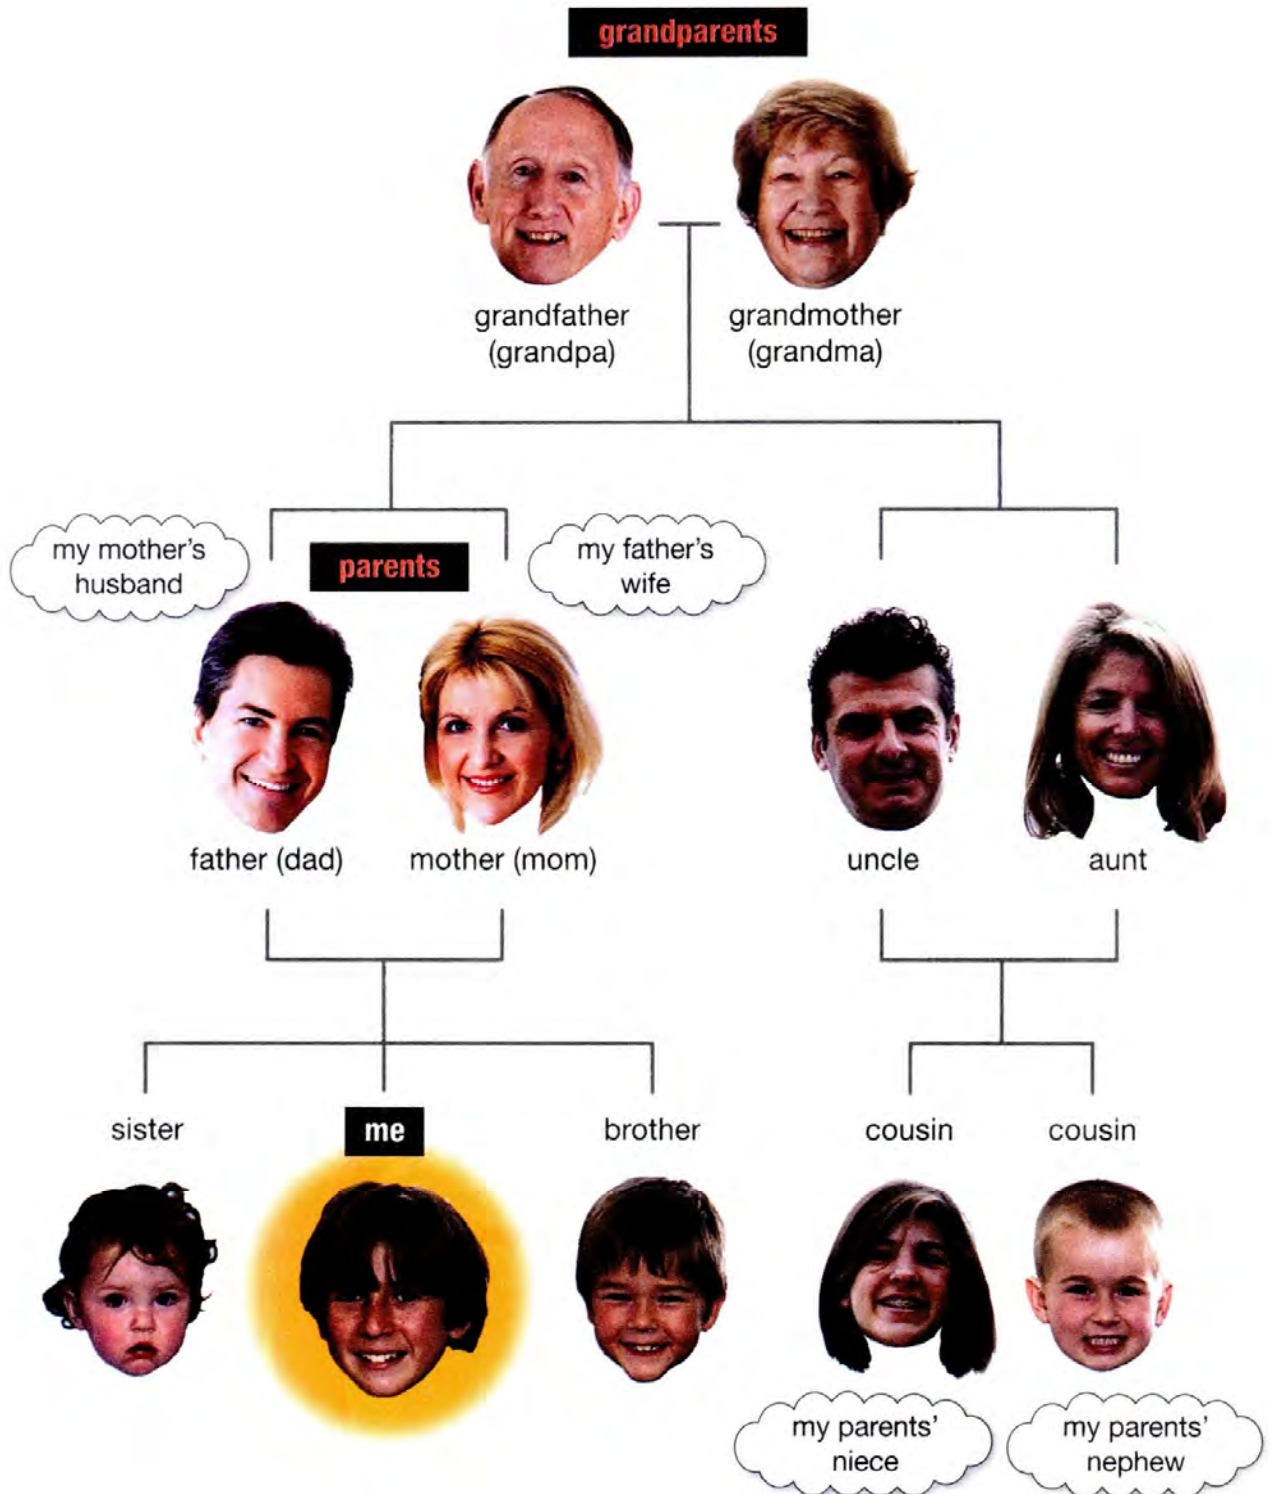 grandparents
grandfather
(grandpa)
grandmother
(grandma)
my mother's
husband
parents
my father's
wife
father (dad)
mother (mom)
uncle
aunt
sister
me
brother
cousin
cousin
my parents'
niece
my parents'
nephew